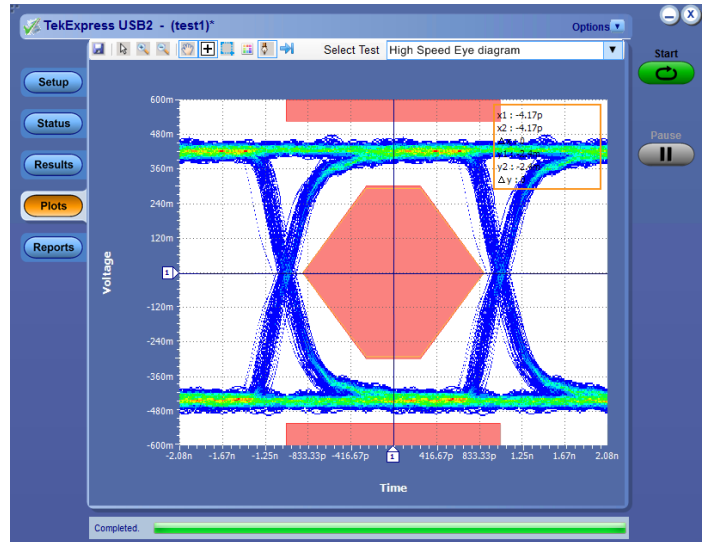 TekExpress USB2 - (test1)*
Options
Select Test
High Speed Eye diagram
Start
Pause
Setup
Status
Results
Plots
Reports
Voltage
600m
480m
360m
240m
120m
1
-120m
-240m
-360m
-480m
-600m
x1 : -4.17p
x2 : -4.17p
Δ y :
-2.08n -1.67n -1.25n -833.33p -416.67p 1 416.67p 833.33p 1.25n 1.67n 2.08n
Time
Completed.